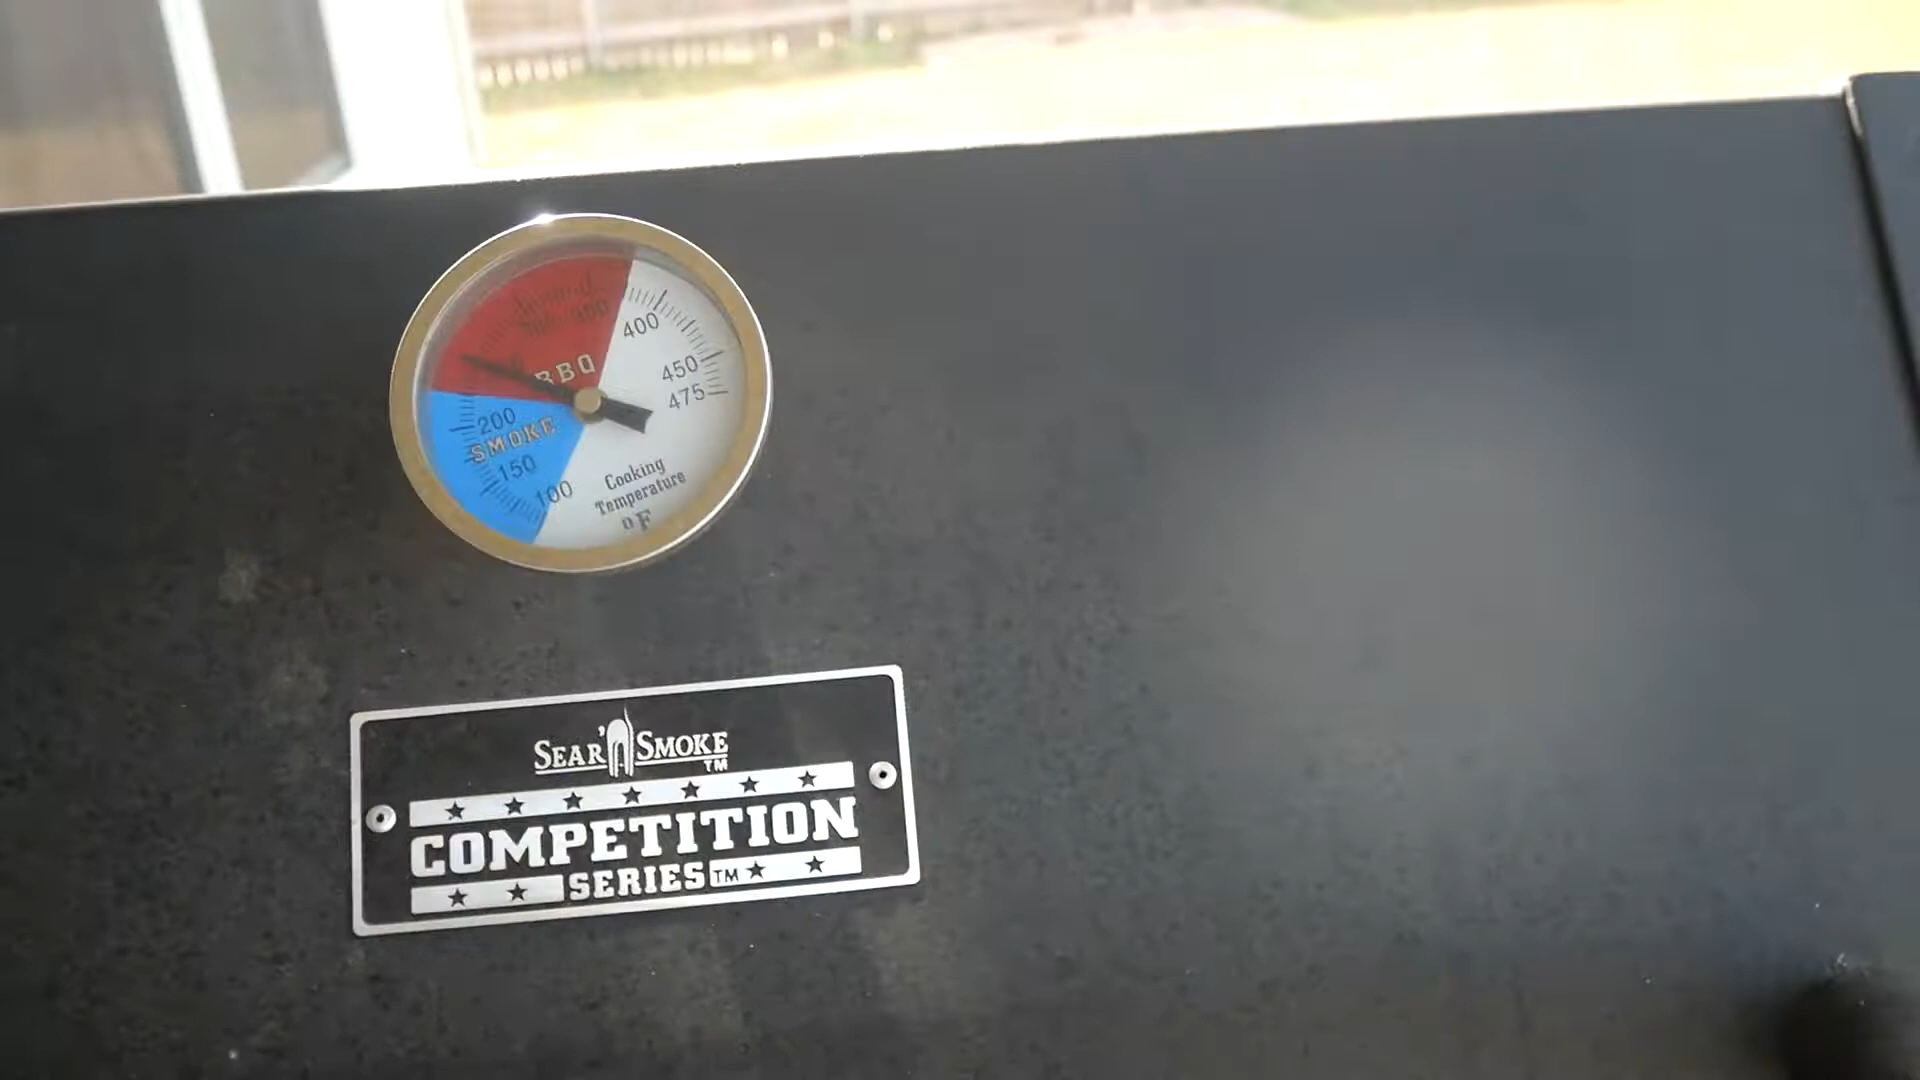 400
BBQ
450
475
200
SMOKE
150
100
Cooking
Temperature
°F
SEAR'N SMOKE
TM
COMPETITION
SERIES TM